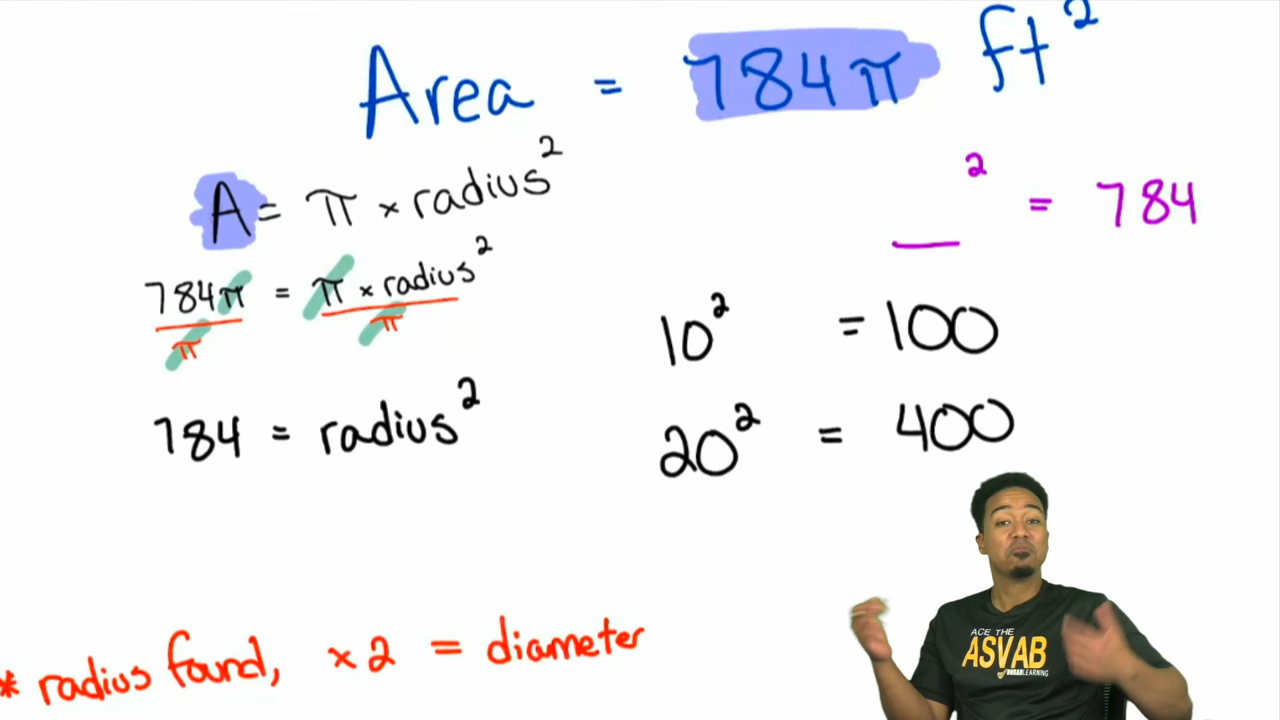 Area = 784π ft²
A = π × radius²
784π = π × radius²
π π
784 = radius²
__² = 784
10² = 100
20² = 400
* radius found, × 2 = diameter
ACE THE
ASVAB